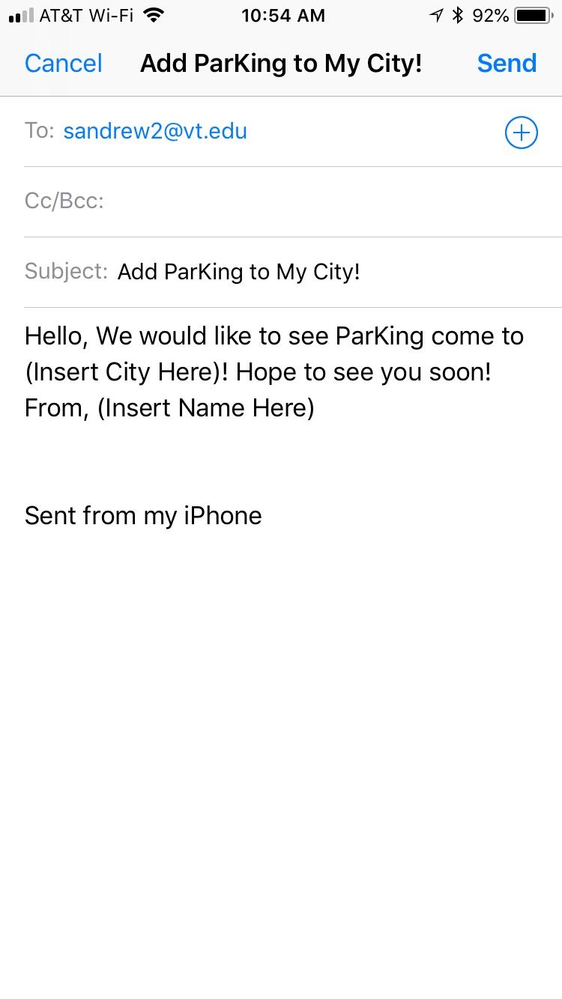 AT&T Wi-Fi 10:54 AM 92%
Cancel Add ParKing to My City! Send
To: sandrew2@vt.edu
Cc/Bcc:
Subject: Add ParKing to My City!
Hello, We would like to see ParKing come to
(Insert City Here)! Hope to see you soon!
From, (Insert Name Here)
Sent from my iPhone